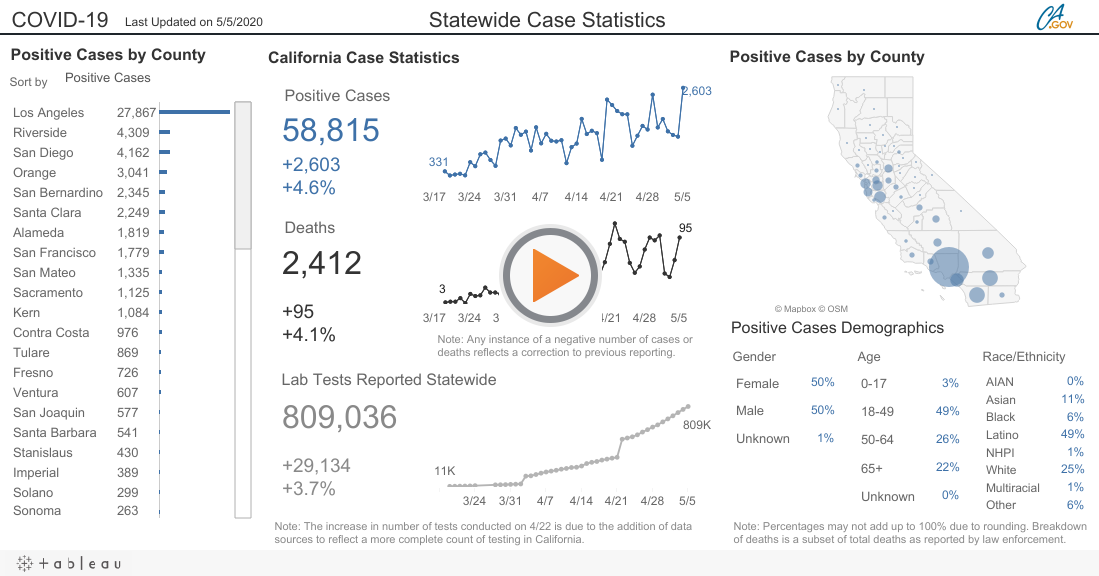 COVID-19 Last Updated on 5/5/2020
Statewide Case Statistics
CA.GOV
Positive Cases by County
Sort by Positive Cases
Los Angeles 27,867
Riverside 4,309
San Diego 4,162
Orange 3,041
San Bernardino 2,345
Santa Clara 2,249
Alameda 1,819
San Francisco 1,779
San Mateo 1,335
Sacramento 1,125
Kern 1,084
Contra Costa 976
Tulare 869
Fresno 726
Ventura 607
San Joaquin 577
Santa Barbara 541
Stanislaus 430
Imperial 389
Solano 299
Sonoma 263
California Case Statistics
Positive Cases
58,815
+2,603
+4.6%
331
2,603
3/17 3/24 3/31 4/7 4/14 4/21 4/28 5/5
Deaths
2,412
+95
+4.1%
3
95
3/17 3/24 3 /21 4/28 5/5
Note: Any instance of a negative number of cases or
deaths reflects a correction to previous reporting.
Lab Tests Reported Statewide
809,036
+29,134
+3.7%
11K
809K
3/24 3/31 4/7 4/14 4/21 4/28 5/5
Note: The increase in number of tests conducted on 4/22 is due to the addition of data
sources to reflect a more complete count of testing in California.
Positive Cases by County
© Mapbox © OSM
Positive Cases Demographics
Gender
Female 50%
Male 50%
Unknown 1%
Age
0-17 3%
18-49 49%
50-64 26%
65+ 22%
Unknown 0%
Race/Ethnicity
AIAN 0%
Asian 11%
Black 6%
Latino 49%
NHPI 1%
White 25%
Multiracial 1%
Other 6%
Note: Percentages may not add up to 100% due to rounding. Breakdown
of deaths is a subset of total deaths as reported by law enforcement.
+ableau